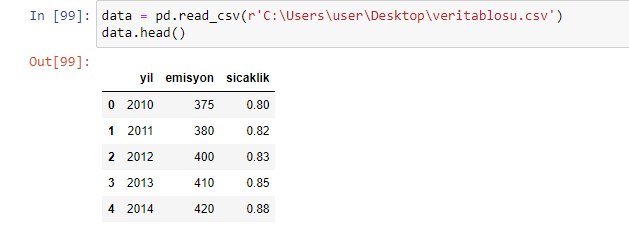 In [99]: data = pd.read_csv(r'C:\Users\user\Desktop\veritablosu.csv')
data.head()
Out[99]:
yil emisyon sicaklik
0 2010 375 0.80
1 2011 380 0.82
2 2012 400 0.83
3 2013 410 0.85
4 2014 420 0.88